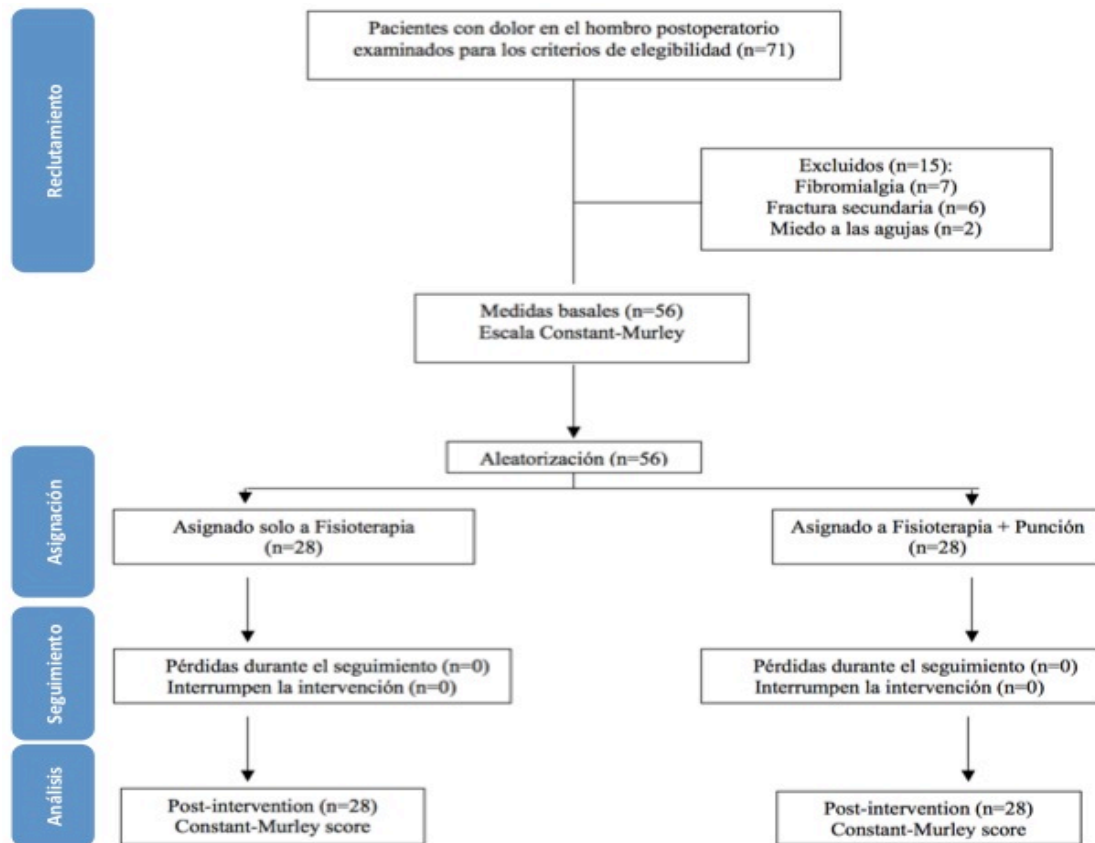 Reclutamiento
Pacientes con dolor en el hombro postoperatorio
examinados para los criterios de elegibilidad (n=71)
Excluidos (n=15):
Fibromialgia (n=7)
Fractura secundaria (n=6)
Miedo a las agujas (n=2)
Medidas basales (n=56)
Escala Constant-Murley
Asignación
Aleatorización (n=56)
Asignado solo a Fisioterapia
(n=28)
Asignado a Fisioterapia + Punción
(n=28)
Seguimiento
Pérdidas durante el seguimiento (n=0)
Interrumpen la intervención (n=0)
Pérdidas durante el seguimiento (n=0)
Interrumpen la intervención (n=0)
Análisis
Post-intervention (n=28)
Constant-Murley score
Post-intervention (n=28)
Constant-Murley score